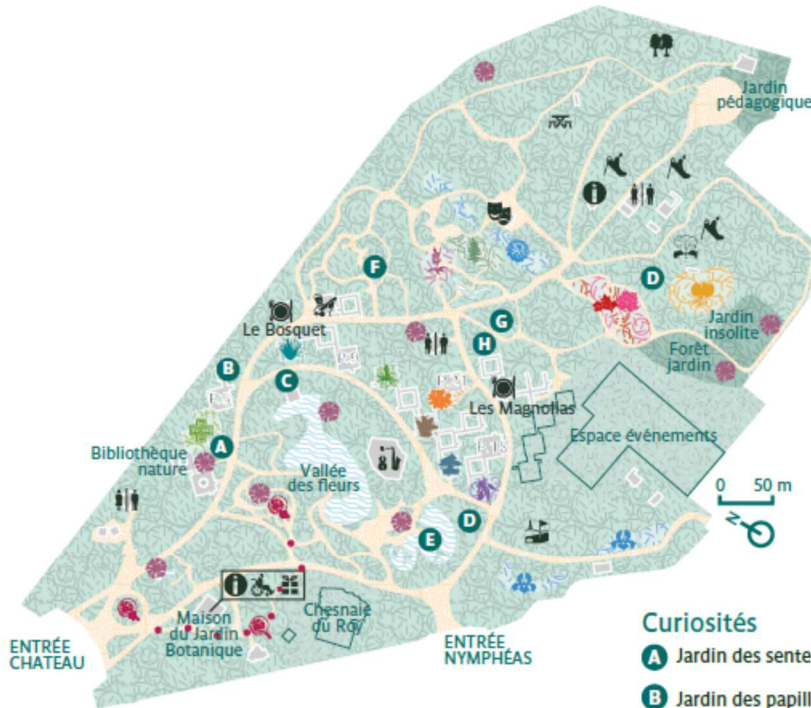 Jardin
pédagogique
D
F
G
Jardin
insolite
Le Bosquet
H
Forêt
jardin
B
C
Les Magnolias
Espace événements
A
Bibliothèque
nature
Vallée
des fleurs
0 50 m
N
E
D
Maison
du Jardin
Botanique
Chesnaie
du Roy
ENTRÉE
CHATEAU
ENTRÉE
NYMPHÉAS
Curiosités
A Jardin des sente
B Jardin des papill